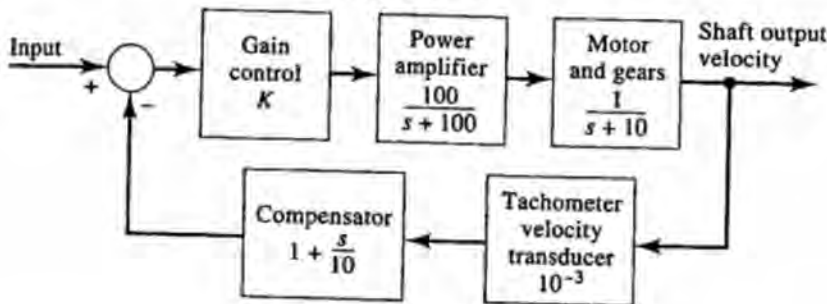 Input
+
−
Gain
control
K
Power
amplifier
100
s + 100
Motor
and gears
1
s + 10
Shaft output
velocity
Compensator
1 + s
10
Tachometer
velocity
transducer
10⁻³